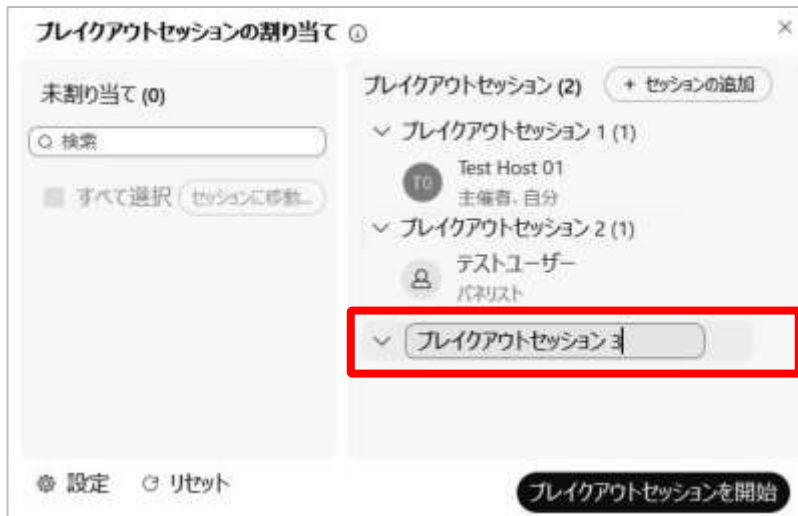 ブレイクアウトセッションの割り当て
未割り当て (0)
検索
すべて選択
セッションに移動...
ブレイクアウトセッション (2)
+ セッションの追加
ブレイクアウトセッション 1 (1)
T0
Test Host 01
主催者、自分
ブレイクアウトセッション 2 (1)
テストユーザー
パネリスト
ブレイクアウトセッション 3
設定
リセット
ブレイクアウトセッションを開始